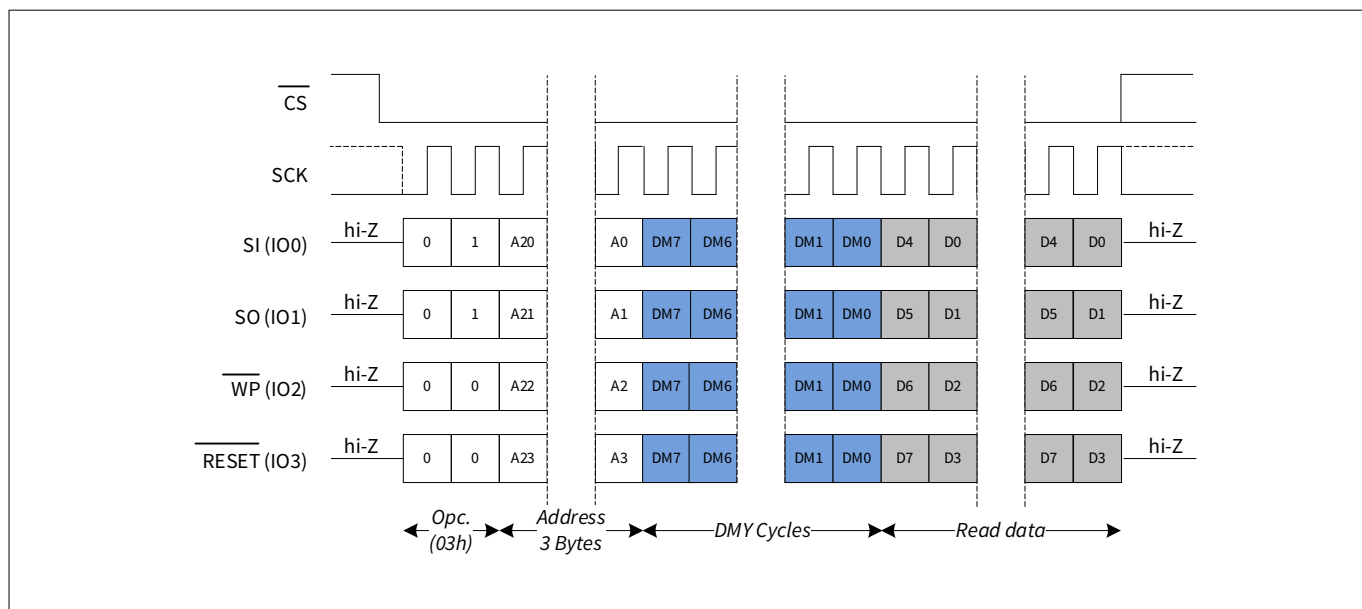 CS
SCK
SI (IO0) hi-Z 0 1 A20 A0 DM7 DM6 DM1 DM0 D4 D0 D4 D0 hi-Z
SO (IO1) hi-Z 0 1 A21 A1 DM7 DM6 DM1 DM0 D5 D1 D5 D1 hi-Z
WP (IO2) hi-Z 0 0 A22 A2 DM7 DM6 DM1 DM0 D6 D2 D6 D2 hi-Z
RESET (IO3) hi-Z 0 0 A23 A3 DM7 DM6 DM1 DM0 D7 D3 D7 D3 hi-Z
Opc. Address
(03h) 3 Bytes DMY Cycles Read data